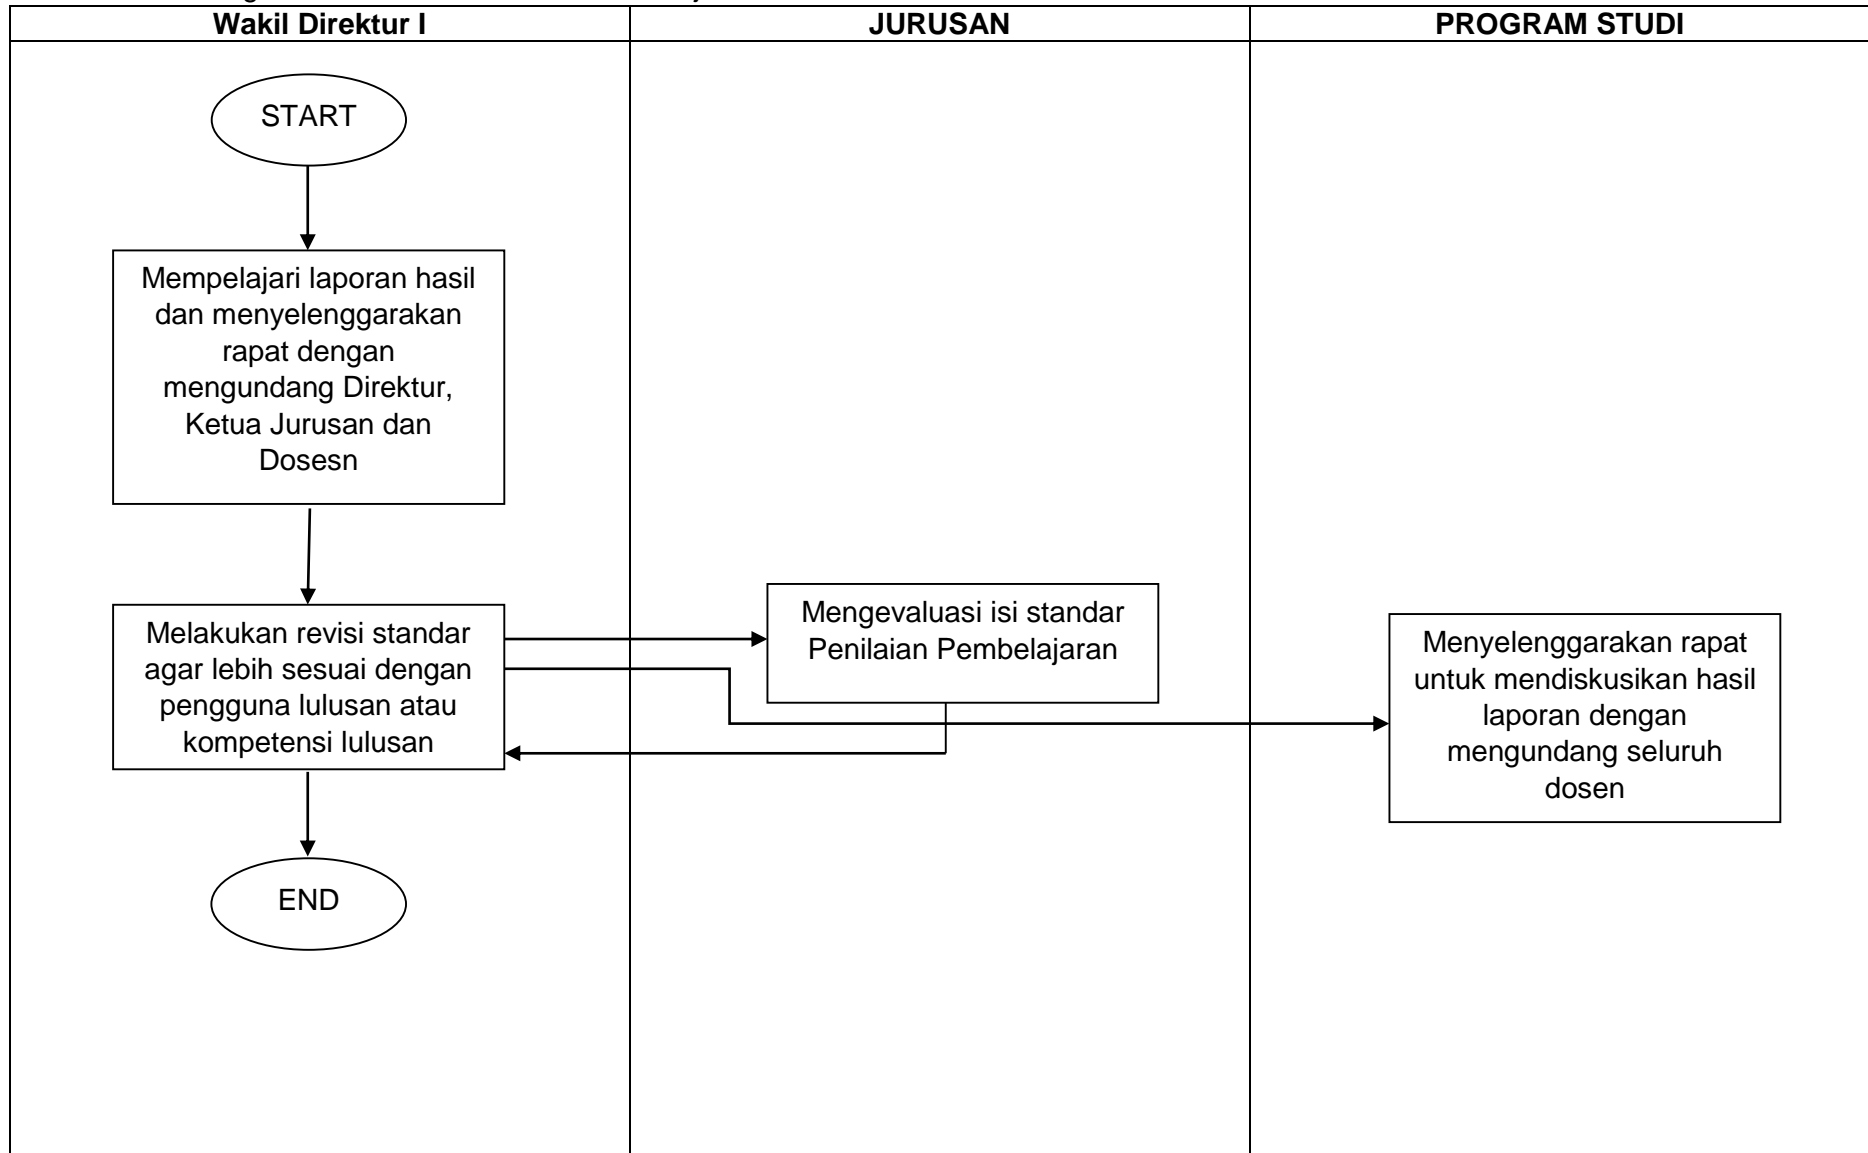 Wakil Direktur I
JURUSAN
PROGRAM STUDI
START
Mempelajari laporan hasil
dan menyelenggarakan
rapat dengan
mengundang Direktur,
Ketua Jurusan dan
Dosesn
Melakukan revisi standar
agar lebih sesuai dengan
pengguna lulusan atau
kompetensi lulusan
Mengevaluasi isi standar
Penilaian Pembelajaran
Menyelenggarakan rapat
untuk mendiskusikan hasil
laporan dengan
mengundang seluruh
dosen
END